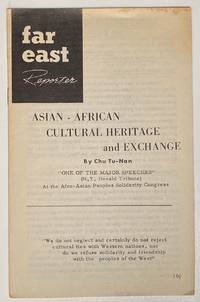 far
east
Reporter
ASIAN - AFRICAN
CULTURAL HERITAGE
and EXCHANGE
By Chu Tu-Nan
"ONE OF THE MAJOR SPEECHES"
(N.Y. Herald Tribune)
At the Afro-Asian Peoples Solidarity Congress
"We do not neglect and certainly do not reject
cultural ties with Western nations, nor
do we refuse solidarity and friendship
with the peoples of the West"